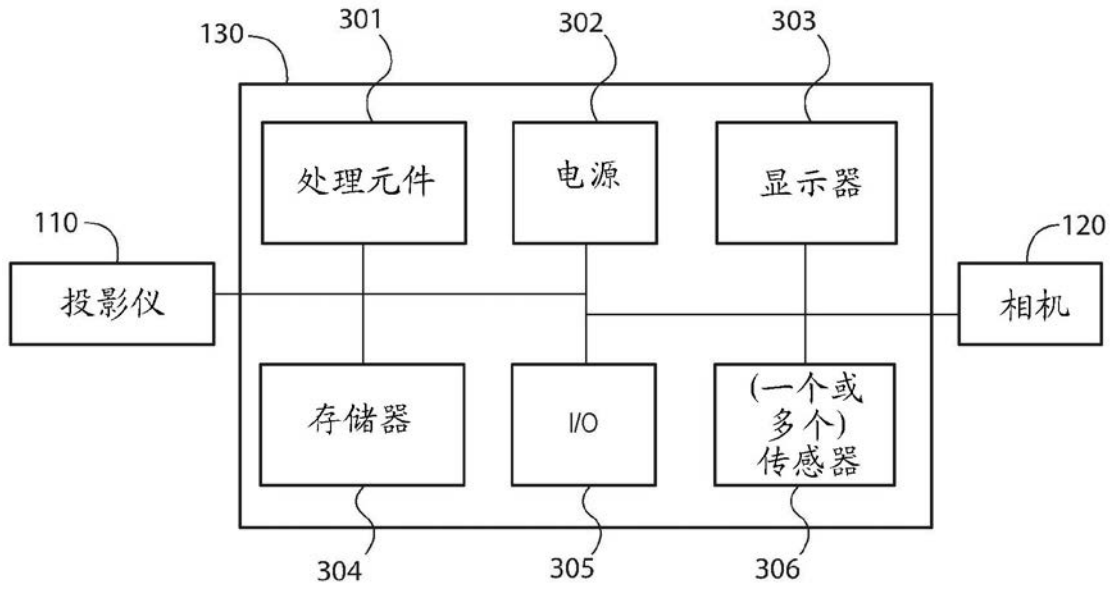 301
302
303
130
处理元件
电源
显示器
110
120
投影仪
相机
存储器
I/O
(一个或
多个)
传感器
304
305
306